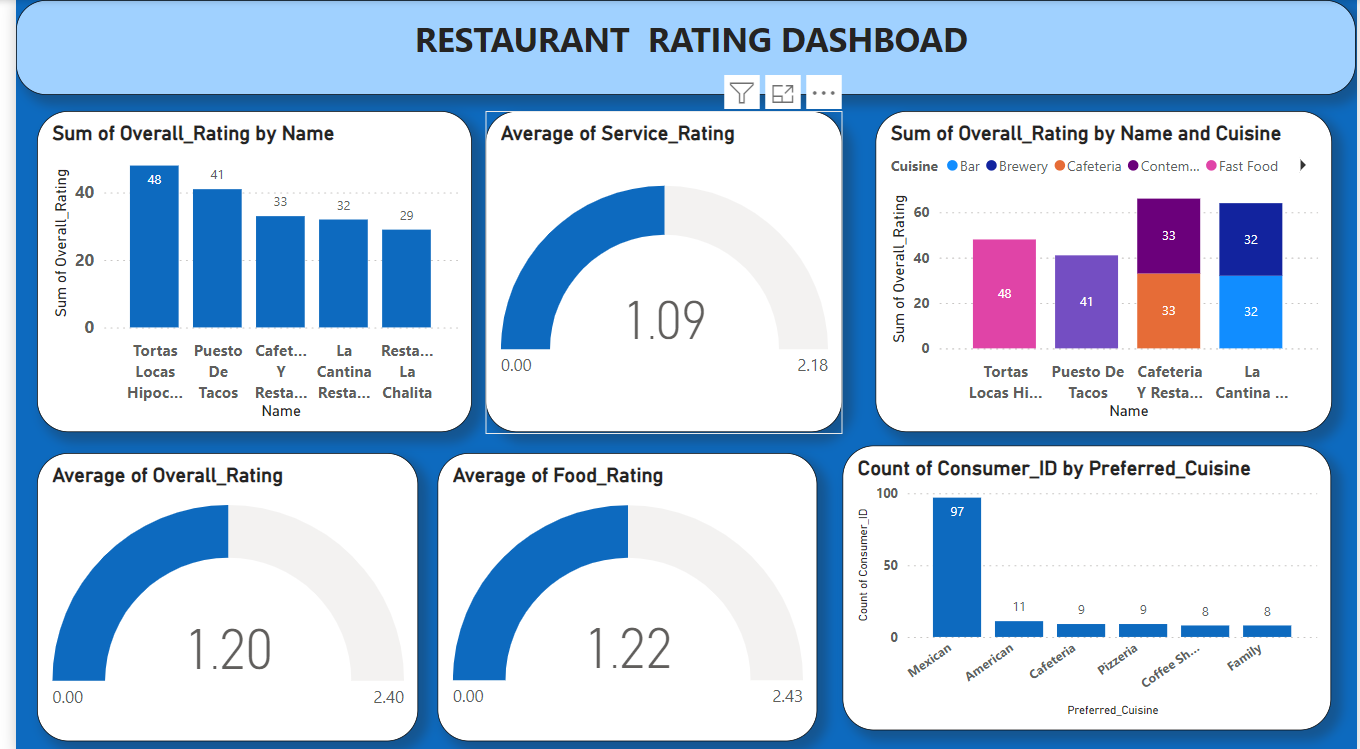 RESTAURANT  RATING DASHBOAD
Sum of Overall_Rating by Name
Sum of Overall_Rating
40
20
0
48
41
33
32
29
Tortas Locas Hipoc...
Puesto De Tacos
Cafet... Y Resta...
La Cantina Resta...
Resta... La Chalita
Name
Average of Service_Rating
1.09
0.00
2.18
Sum of Overall_Rating by Name and Cuisine
Cuisine Bar Brewery Cafeteria Contem... Fast Food
Sum of Overall_Rating
60
40
20
0
48
41
33
33
32
32
Tortas Locas Hi...
Puesto De Tacos
Cafeteria Y Resta...
La Cantina ...
Name
Average of Overall_Rating
1.20
0.00
2.40
Average of Food_Rating
1.22
0.00
2.43
Count of Consumer_ID by Preferred_Cuisine
Count of Consumer_ID
100
50
0
97
11
9
9
8
8
Mexican
American
Cafeteria
Pizzeria
Coffee Sh...
Family
Preferred_Cuisine